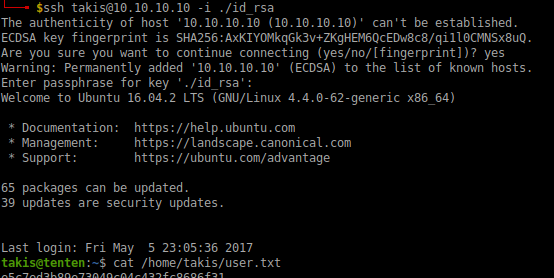 $ssh takis@10.10.10.10 -i ./id_rsa
The authenticity of host '10.10.10.10 (10.10.10.10)' can't be established.
ECDSA key fingerprint is SHA256:AxKIYOMkqGk3v+ZKgHEM6QcEDw8c8/qi1l0CMNSx8uQ.
Are you sure you want to continue connecting (yes/no/[fingerprint])? yes
Warning: Permanently added '10.10.10.10' (ECDSA) to the list of known hosts.
Enter passphrase for key './id_rsa':
Welcome to Ubuntu 16.04.2 LTS (GNU/Linux 4.4.0-62-generic x86_64)
* Documentation: https://help.ubuntu.com
* Management: https://landscape.canonical.com
* Support: https://ubuntu.com/advantage
65 packages can be updated.
39 updates are security updates.
Last login: Fri May 5 23:05:36 2017
takis@tenten:~$ cat /home/takis/user.txt